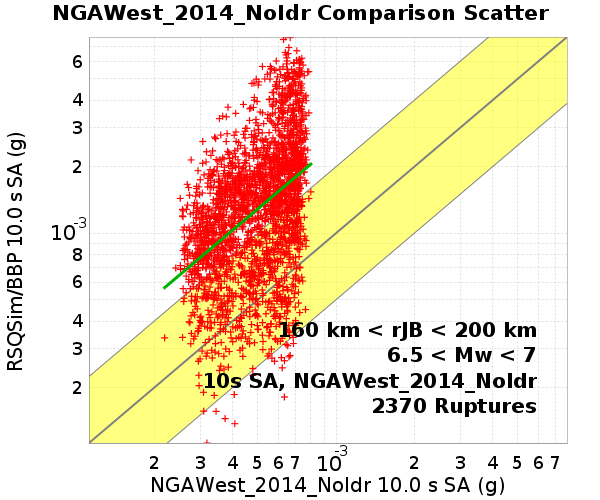 NGAWest_2014_NoIdr Comparison Scatter
6
4
3
2
10-3
8
6
4
3
2
RSQSim/BBP 10.0 s SA (g)
160 km < rJB < 200 km
6.5 < Mw < 7
10s SA, NGAWest_2014_NoIdr
2370 Ruptures
2 3 4 5 6 7 10-3 2 3 4 5 6 7
NGAWest_2014_NoIdr 10.0 s SA (g)